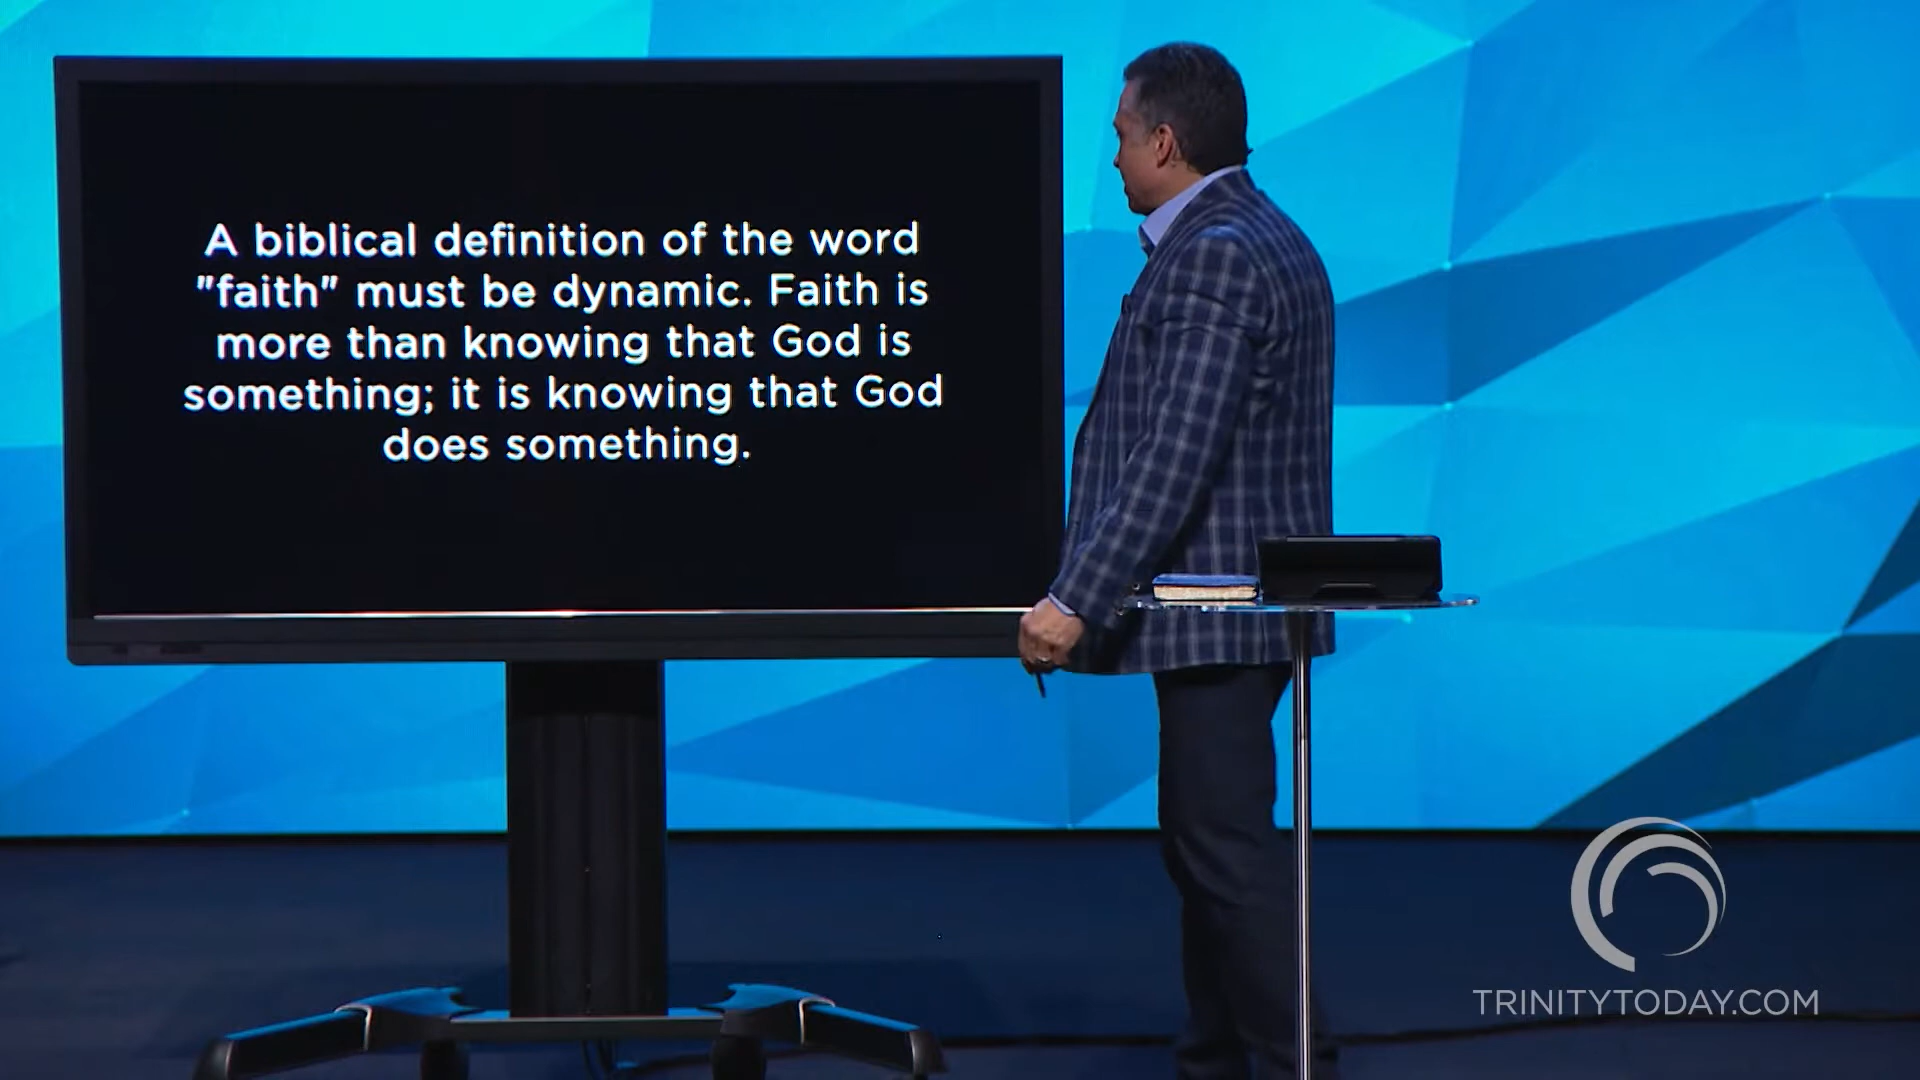 A biblical definition of the word
"faith" must be dynamic. Faith is
more than knowing that God is
something; it is knowing that God
does something.
TRINITYTODAY.COM